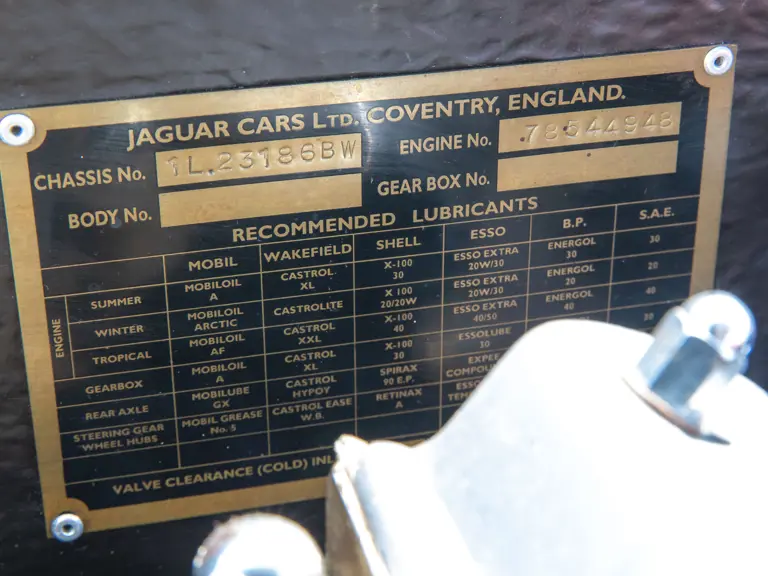 JAGUAR CARS LTD. COVENTRY, ENGLAND.
CHASSIS No. 1L.23186BW ENGINE No. .78544948
BODY No. GEAR BOX No.
RECOMMENDED LUBRICANTS
MOBIL WAKEFIELD SHELL ESSO B.P. S.A.E.
ENGINE
SUMMER MOBILOIL A CASTROL XL X-100 30 ESSO EXTRA 20W/30 ENERGOL 30 30
WINTER MOBILOIL ARCTIC CASTROLITE X 100 20/20W ESSO EXTRA 20W/30 ENERGOL 20 20
TROPICAL MOBILOIL AF CASTROL XXL X-100 40 ESSO EXTRA 40/50 ENERGOL 40 40
GEARBOX MOBILOIL A CASTROL XL X-100 30 ESSOLUBE 30 30
REAR AXLE MOBILUBE GX CASTROL HYPOY SPIRAX 90 E.P. EXPEE COMPOU
STEERING GEAR WHEEL HUBS MOBIL GREASE No. 5 CASTROL EASE W.B. RETINAX A ESSO
VALVE CLEARANCE (COLD) INL